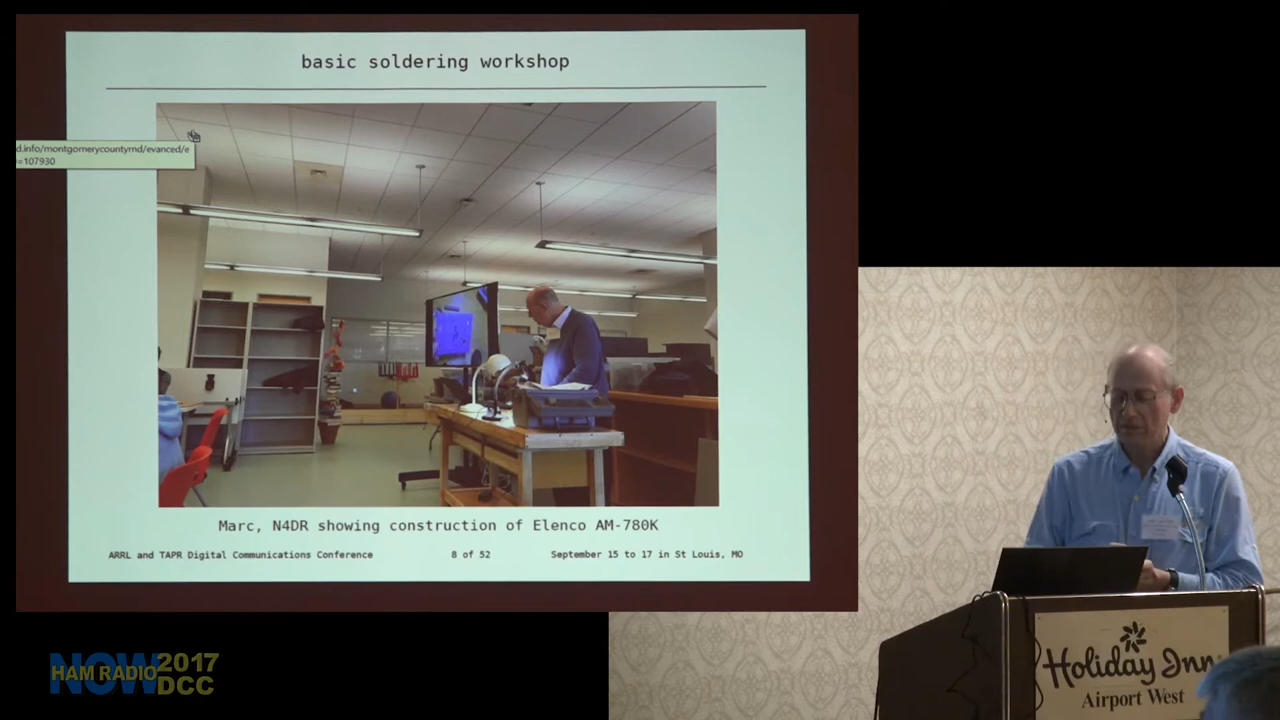 basic soldering workshop
d.info/montgomerycountymd/evanced/e
=107930
Marc, N4DR showing construction of Elenco AM-780K
ARRL and TAPR Digital Communications Conference
8 of 52
September 15 to 17 in St Louis, MO
HAM RADIO
NOW
2017
DCC
Holiday Inn
Airport West